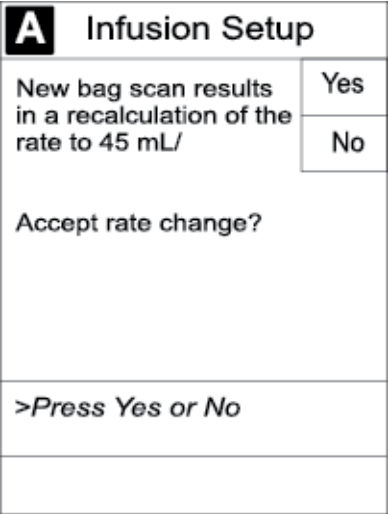 A Infusion Setup
New bag scan results
in a recalculation of the
rate to 45 mL/
Yes
No
Accept rate change?
>Press Yes or No